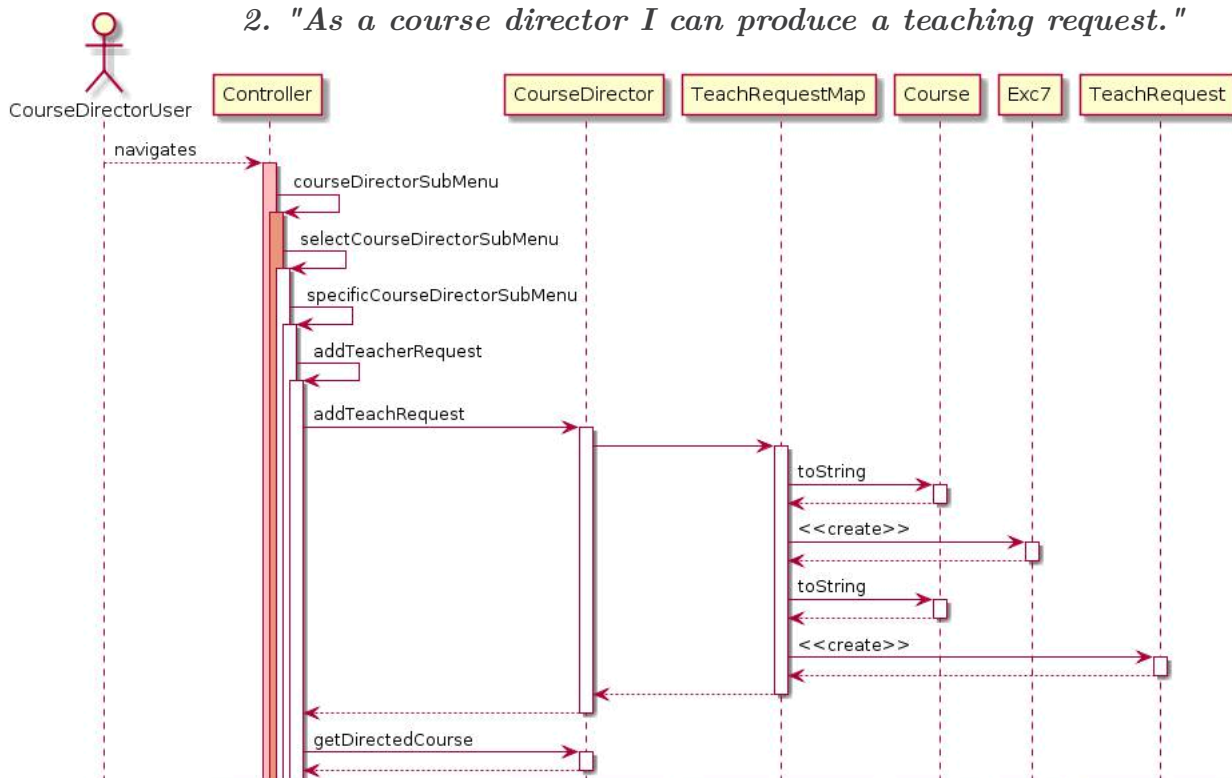 2. "As a course director I can produce a teaching request."
CourseDirectorUser
Controller
CourseDirector
TeachRequestMap
Course
Exc7
TeachRequest
navigates
courseDirectorSubMenu
selectCourseDirectorSubMenu
specificCourseDirectorSubMenu
addTeacherRequest
addTeachRequest
toString
<<create>>
toString
<<create>>
getDirectedCourse